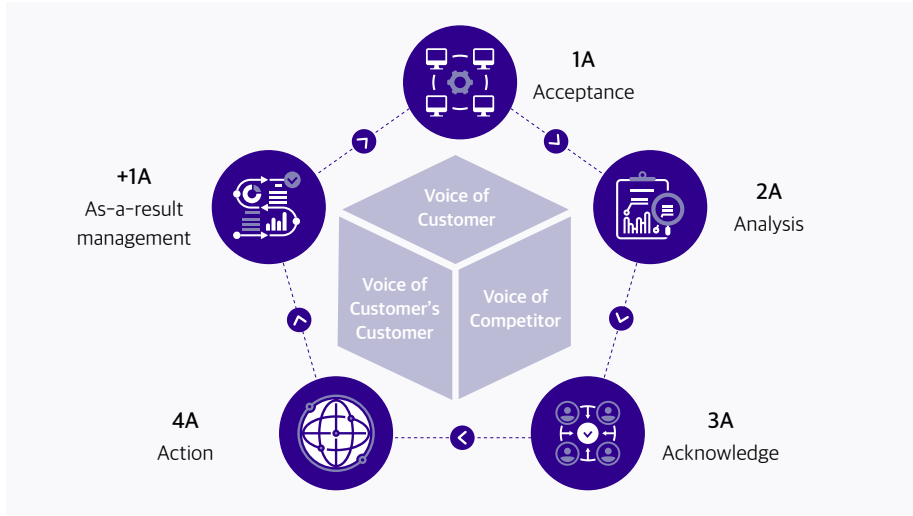 1A
Acceptance
2A
Analysis
3A
Acknowledge
4A
Action
+1A
As-a-result
management
Voice of
Customer
Voice of
Customer's
Customer
Voice of
Competitor